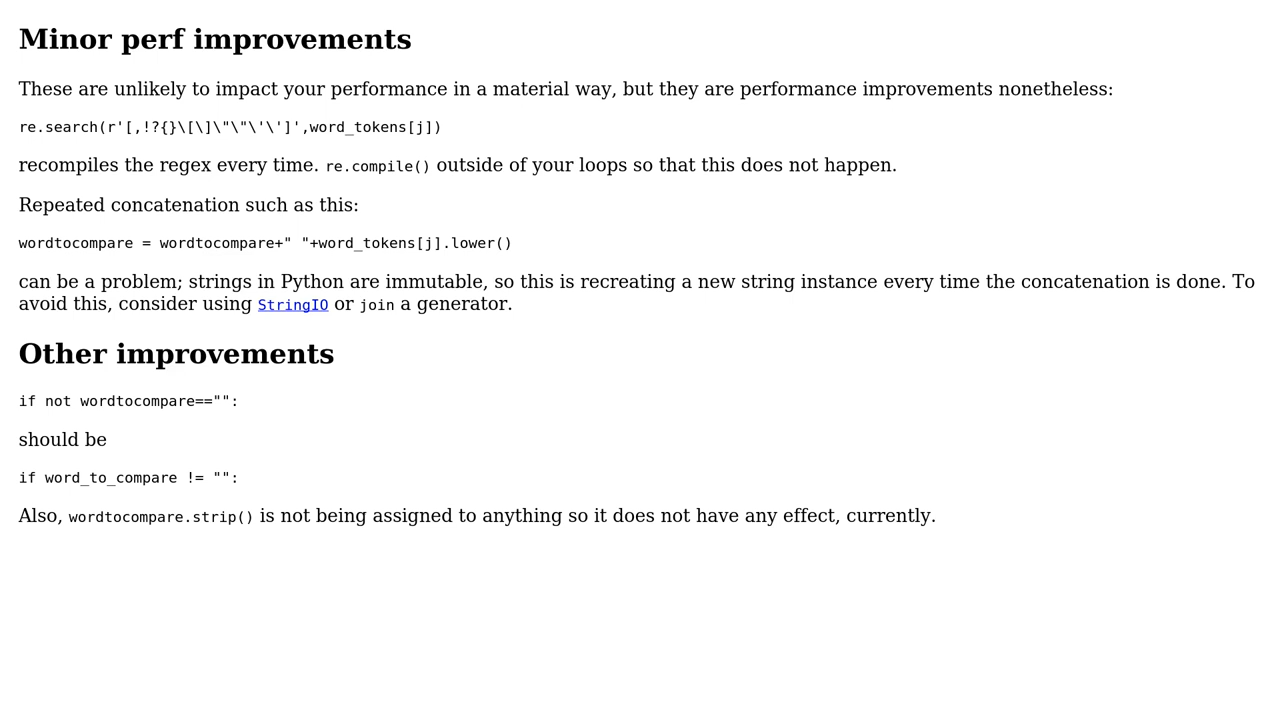 Minor perf improvements
These are unlikely to impact your performance in a material way, but they are performance improvements nonetheless:
re.search(r'[,!?{}\[\]\"\"\'\']',word_tokens[j])
recompiles the regex every time. re.compile() outside of your loops so that this does not happen.
Repeated concatenation such as this:
wordtocompare = wordtocompare+" "+word_tokens[j].lower()
can be a problem; strings in Python are immutable, so this is recreating a new string instance every time the concatenation is done. To
avoid this, consider using StringIO or join a generator.
Other improvements
if not wordtocompare=="":
should be
if word_to_compare != "":
Also, wordtocompare.strip() is not being assigned to anything so it does not have any effect, currently.